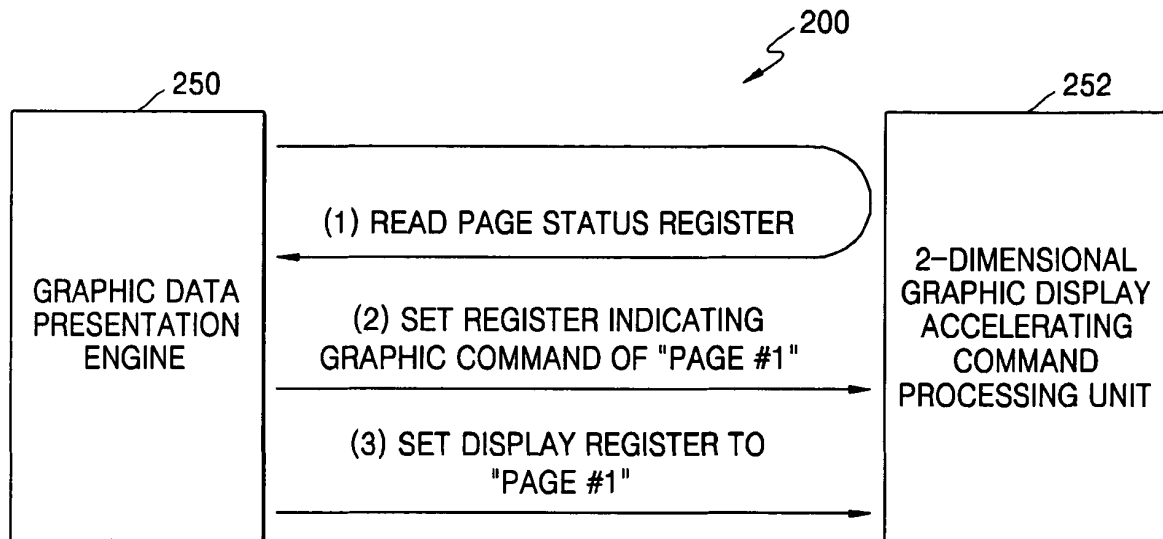 200
250
252
(1) READ PAGE STATUS REGISTER
GRAPHIC DATA
PRESENTATION
ENGINE
(2) SET REGISTER INDICATING
GRAPHIC COMMAND OF "PAGE #1"
(3) SET DISPLAY REGISTER TO
"PAGE #1"
2-DIMENSIONAL
GRAPHIC DISPLAY
ACCELERATING
COMMAND
PROCESSING UNIT